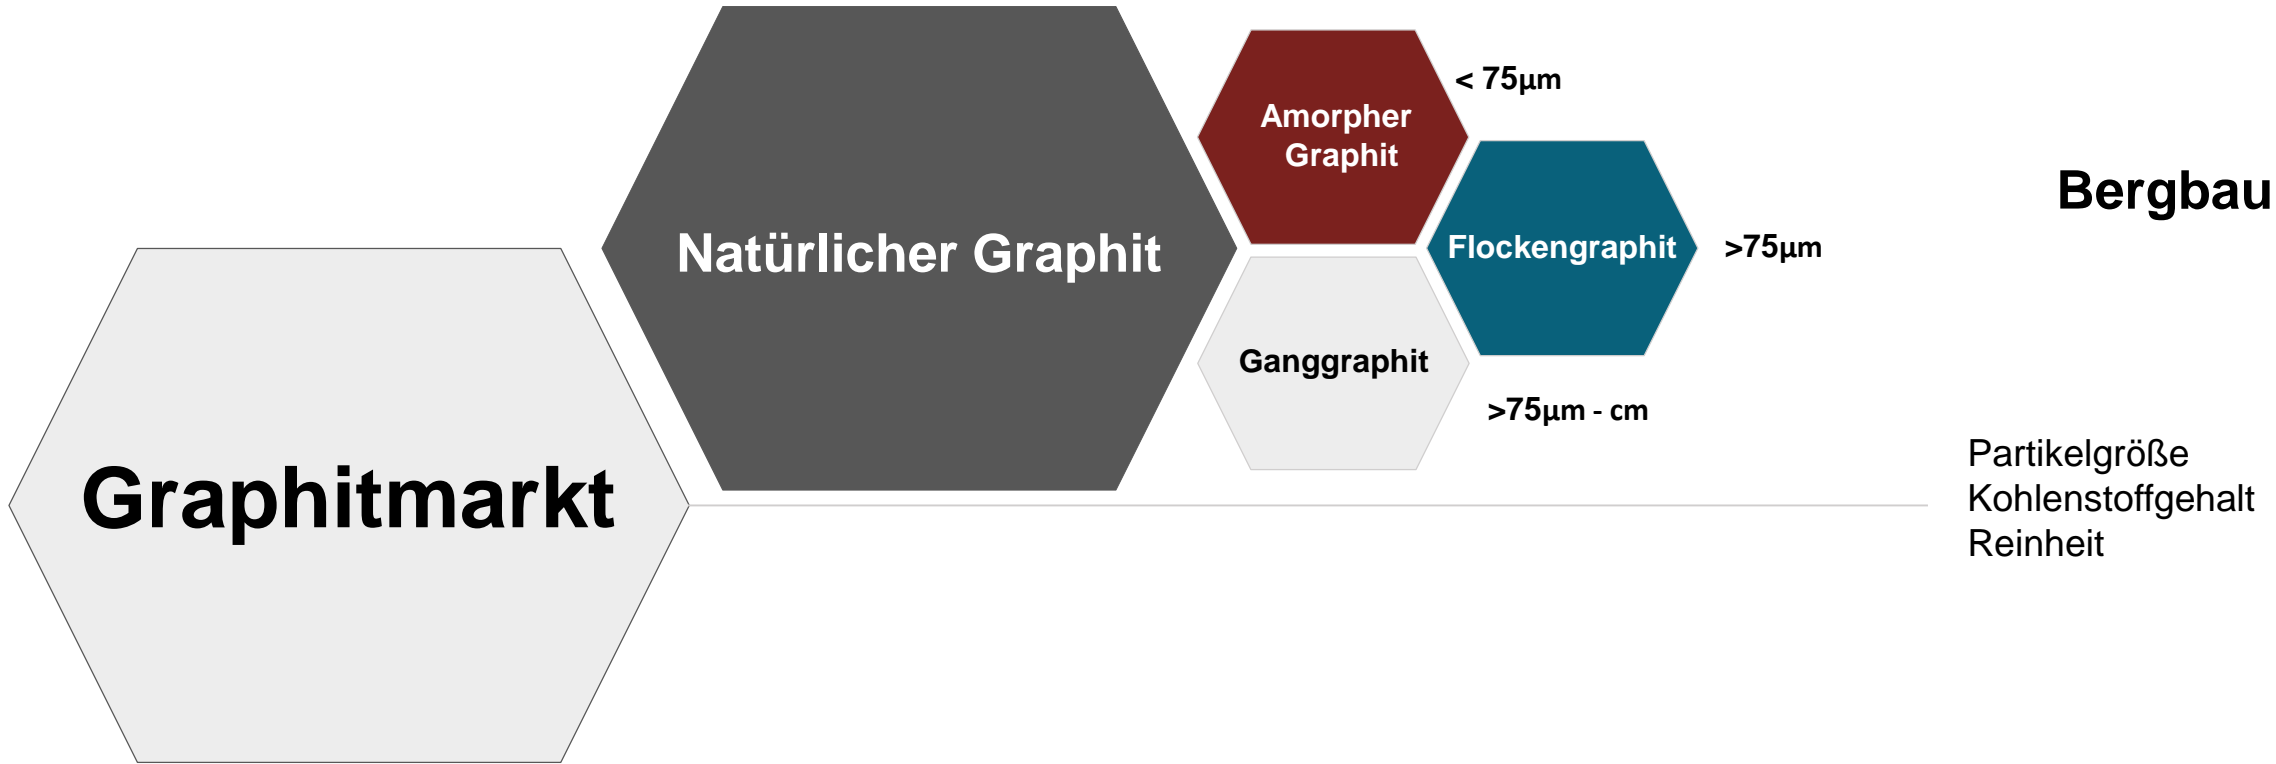 Graphitmarkt
Natürlicher Graphit
Amorpher
Graphit
< 75µm
Flockengraphit
>75µm
Ganggraphit
>75µm - cm
Bergbau
Partikelgröße
Kohlenstoffgehalt
Reinheit